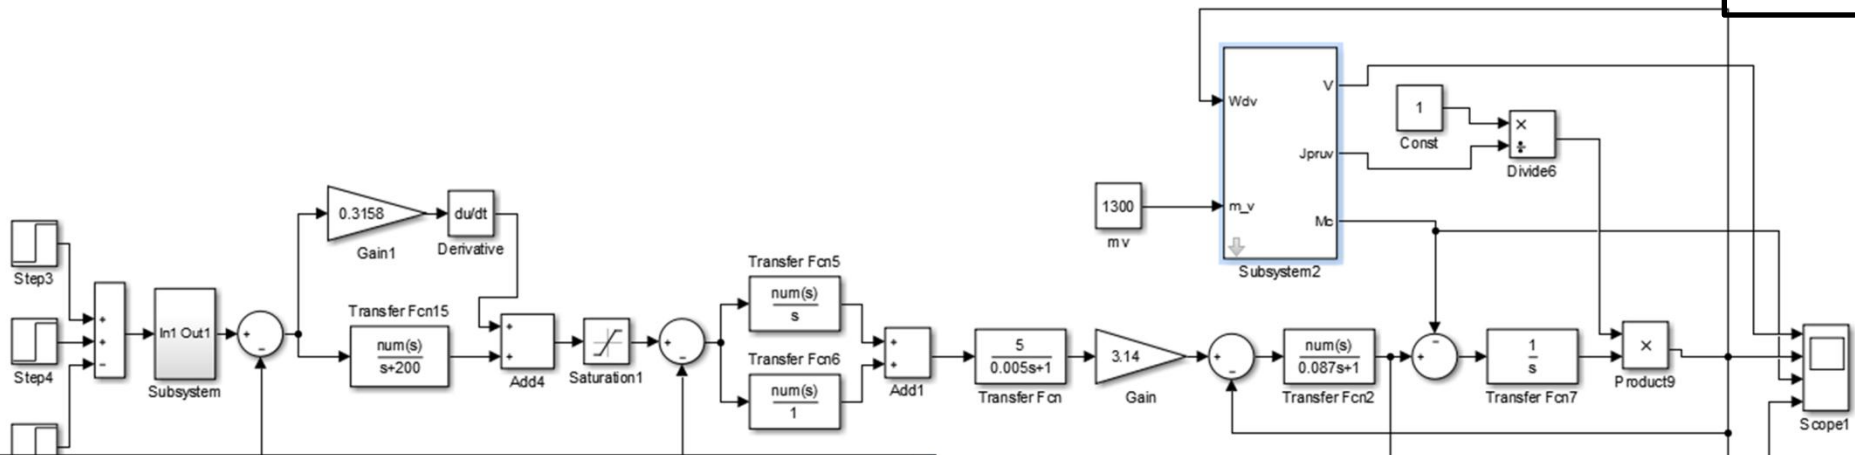 Step3
Step4
+
+
−
In1 Out1
Subsystem
+
−
0.3158
Gain1
du/dt
Derivative
Transfer Fcn15
num(s)
s+200
+
+
Add4
Saturation1
+
−
Transfer Fcn5
num(s)
s
Transfer Fcn6
num(s)
1
+
+
Add1
5
0.005s+1
Transfer Fcn
3.14
Gain
+
−
num(s)
0.087s+1
Transfer Fcn2
1300
mv
Wdv
m_v
V
Jpruv
Mc
Subsystem2
1
Const
×
÷
Divide6
−
+
1
s
Transfer Fcn7
×
Product9
Scope1